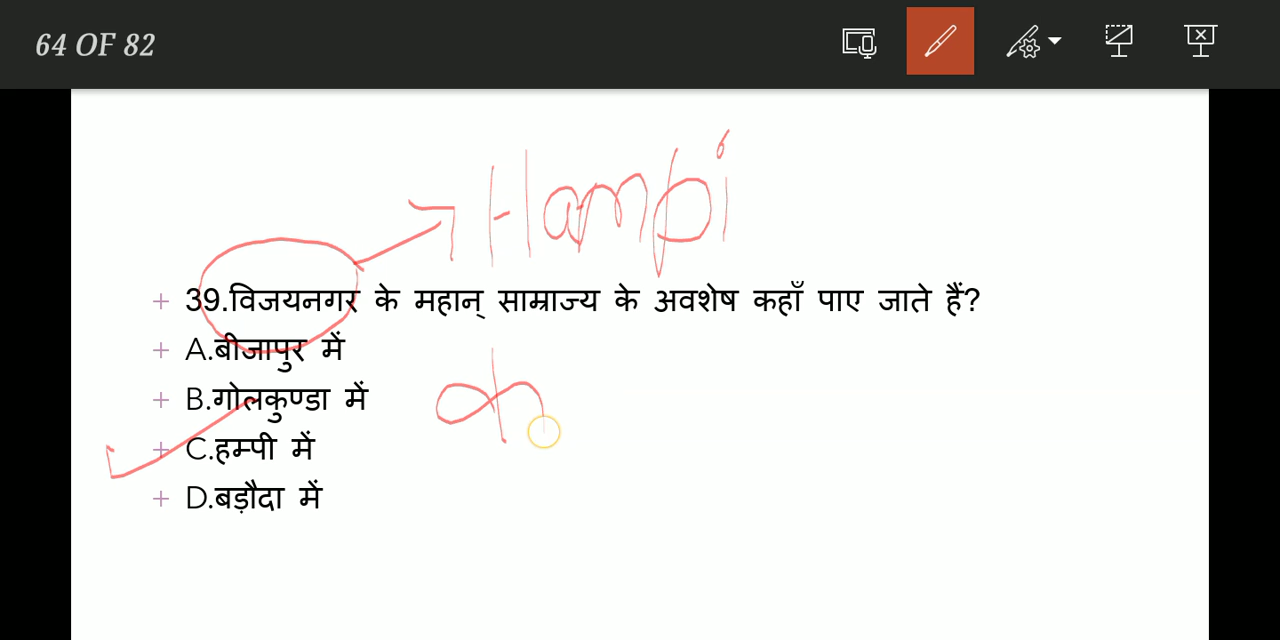 64 OF 82
Hampi
+ 39.विजयनगर के महान् साम्राज्य के अवशेष कहाँ पाए जाते हैं?
+ A.बीजापुर में
+ B.गोलकुण्डा में
क
+ C.हम्पी में
+ D.बड़ौदा में